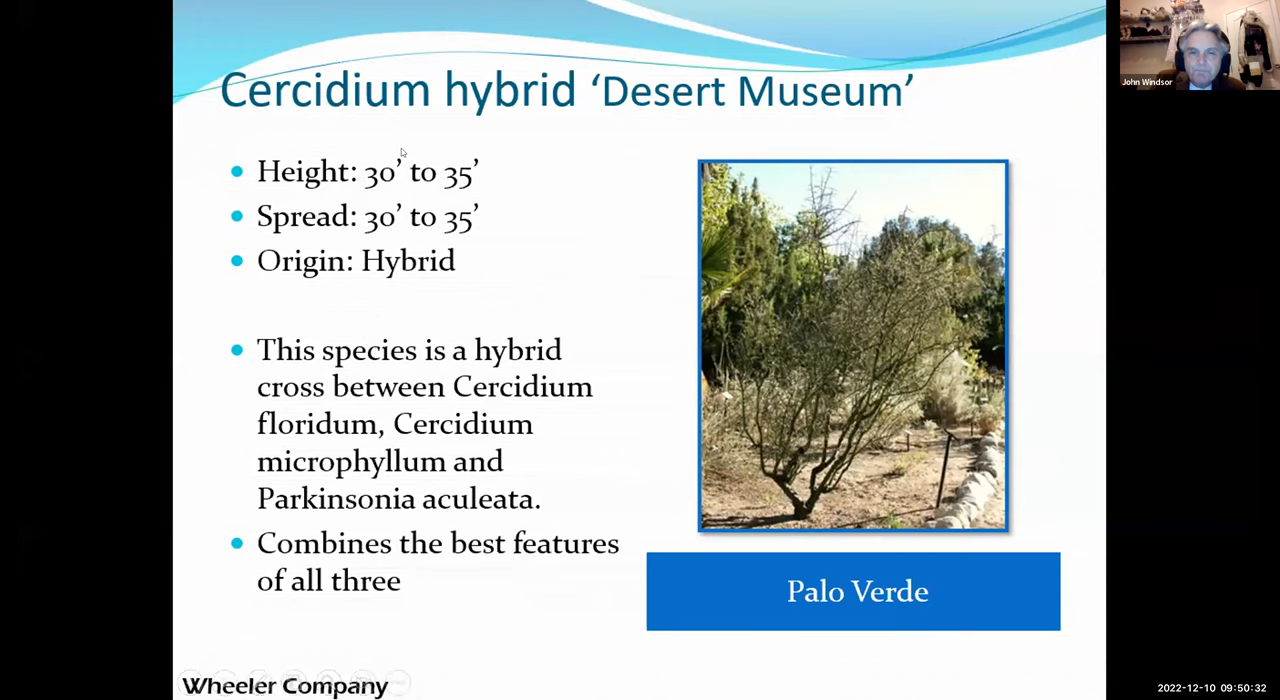 Cercidium hybrid ‘Desert Museum’
John Windsor
Height: 30’ to 35’
Spread: 30’ to 35’
Origin: Hybrid
This species is a hybrid
cross between Cercidium
floridum, Cercidium
microphyllum and
Parkinsonia aculeata.
Combines the best features
of all three
Palo Verde
Wheeler Company
2022-12-10 09:50:32